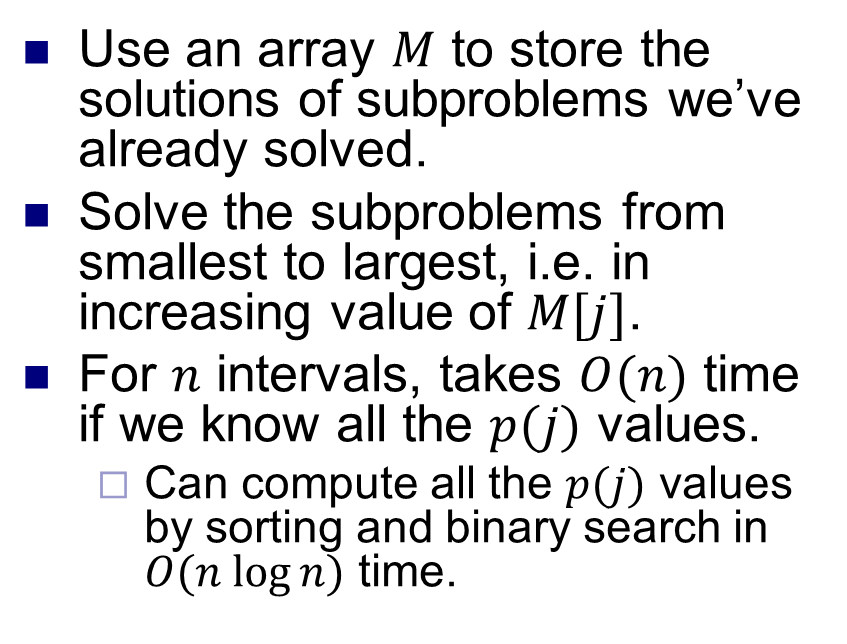 Use an array M to store the
solutions of subproblems we’ve
already solved.
Solve the subproblems from
smallest to largest, i.e. in
increasing value of M[j].
For n intervals, takes O(n) time
if we know all the p(j) values.
Can compute all the p(j) values
by sorting and binary search in
O(n log n) time.